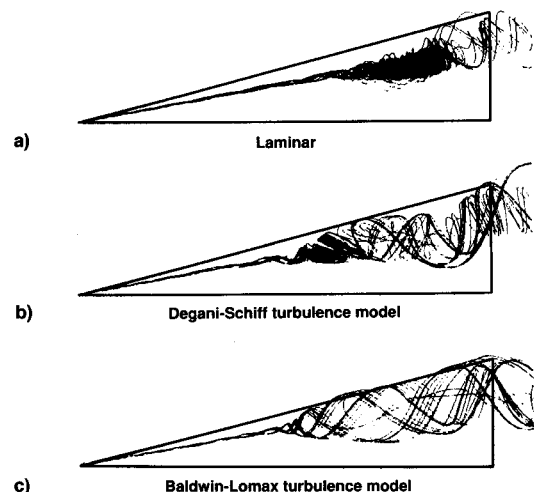 a)
Laminar
b)
Degani-Schiff turbulence model
c)
Baldwin-Lomax turbulence model